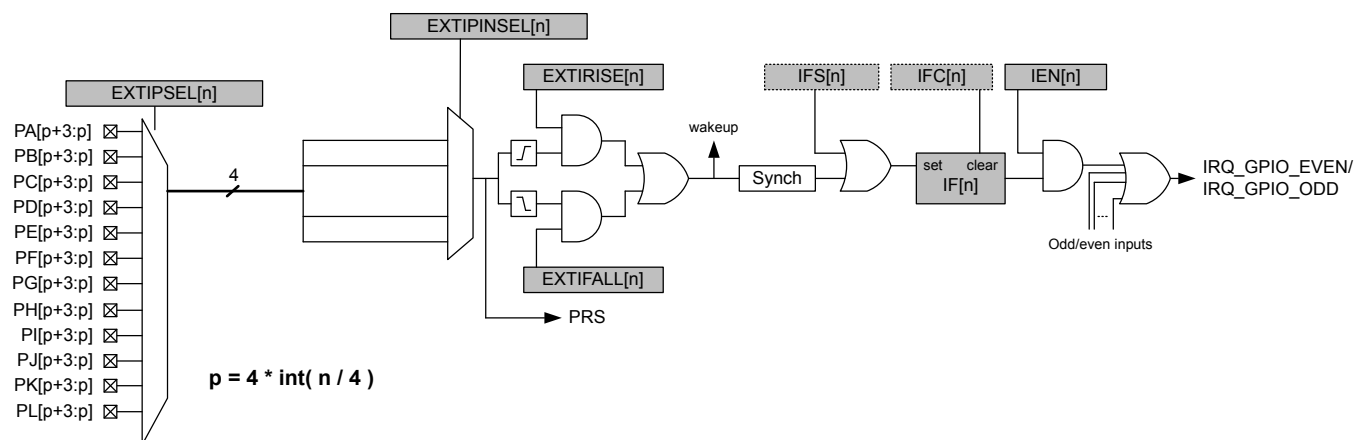 EXTIPINSEL[n]
EXTIPSEL[n]
EXTIRISE[n]
IFS[n]
IFC[n]
IEN[n]
PA[p+3:p]
PB[p+3:p]
PC[p+3:p]
PD[p+3:p]
PE[p+3:p]
PF[p+3:p]
PG[p+3:p]
PH[p+3:p]
PI[p+3:p]
PJ[p+3:p]
PK[p+3:p]
PL[p+3:p]
4
wakeup
Synch
set clear
IF[n]
IRQ_GPIO_EVEN/
IRQ_GPIO_ODD
...
Odd/even inputs
EXTIFALL[n]
PRS
p = 4 * int( n / 4 )